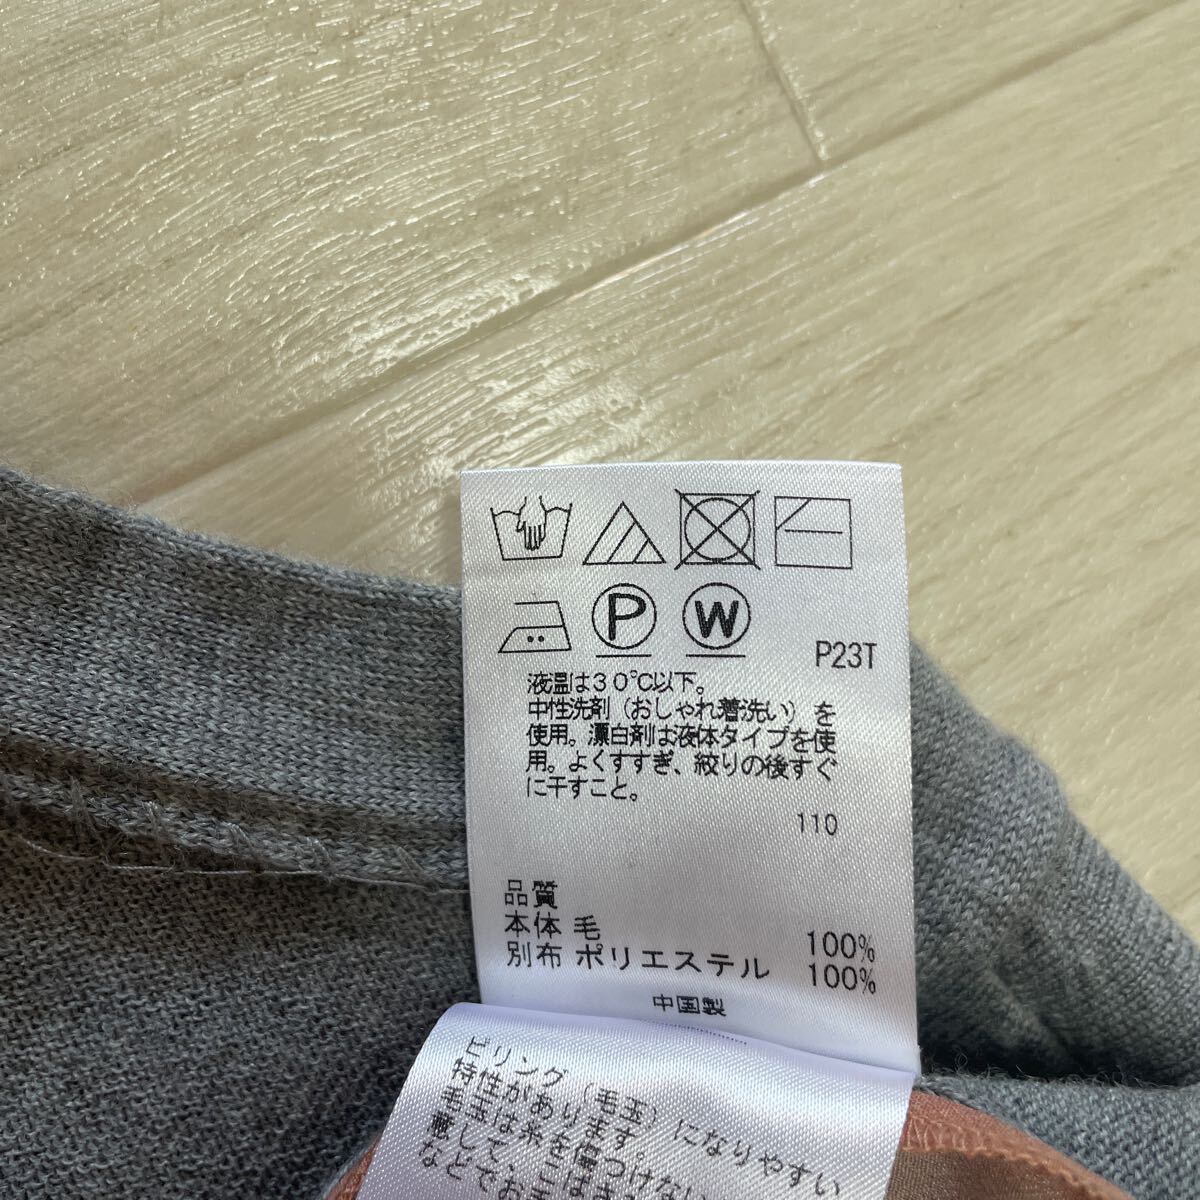 P
W
P23T
液温は30℃以下。
中性洗剤（おしゃれ着洗い）を
使用。漂白剤は液体タイプを使
用。よくすすぎ、絞りの後すぐ
に干すこと。
110
品質
本体 毛 100%
別布 ポリエステル 100%
中国製
ピリング（毛玉）になりやすい
特性があります。
毛玉は糸を傷つけない
して、こは
などでお